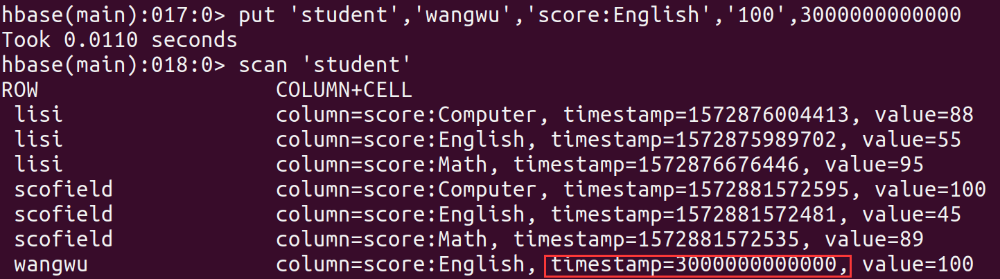 hbase(main):017:0> put 'student','wangwu','score:English','100',3000000000000
Took 0.0110 seconds
hbase(main):018:0> scan 'student'
ROW COLUMN+CELL
lisi column=score:Computer, timestamp=1572876004413, value=88
lisi column=score:English, timestamp=1572875989702, value=55
lisi column=score:Math, timestamp=1572876676446, value=95
scofield column=score:Computer, timestamp=1572881572595, value=100
scofield column=score:English, timestamp=1572881572481, value=45
scofield column=score:Math, timestamp=1572881572535, value=89
wangwu column=score:English, timestamp=3000000000000, value=100